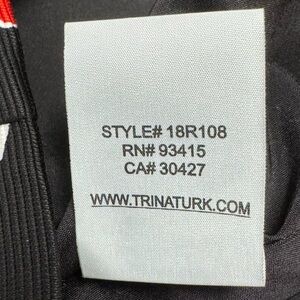 STYLE# 18R108
RN# 93415
CA# 30427
WWW.TRINATURK.COM